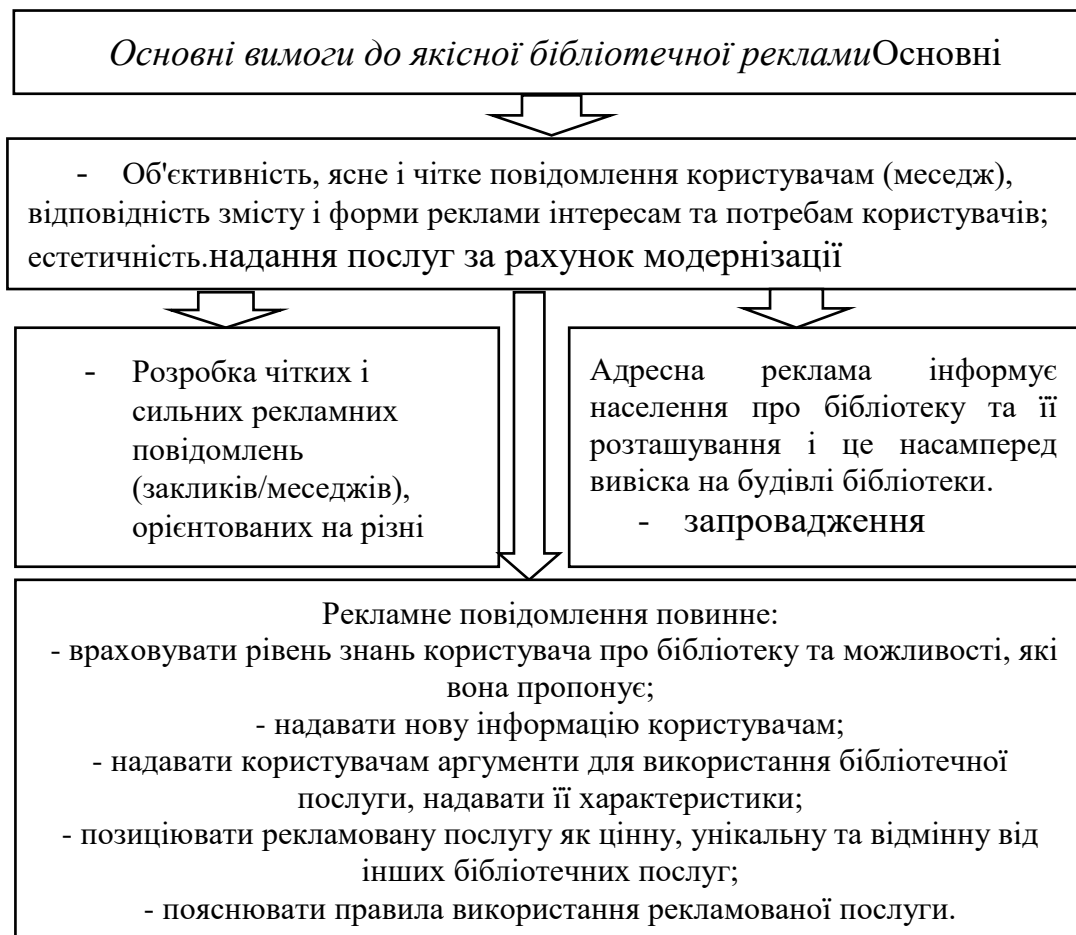 Основні вимоги до якісної бібліотечної рекламиОсновні
- Об'єктивність, ясне і чітке повідомлення користувачам (меседж),
відповідність змісту і форми реклами інтересам та потребам користувачів;
естетичність.надання послуг за рахунок модернізації
- Розробка чітких і
сильних рекламних
повідомлень
(закликів/меседжів),
орієнтованих на різні
Адресна реклама інформує
населення про бібліотеку та її
розташування і це насамперед
вивіска на будівлі бібліотеки.
- запровадження
Рекламне повідомлення повинне:
- враховувати рівень знань користувача про бібліотеку та можливості, які
вона пропонує;
- надавати нову інформацію користувачам;
- надавати користувачам аргументи для використання бібліотечної
послуги, надавати її характеристики;
- позиціювати рекламовану послугу як цінну, унікальну та відмінну від
інших бібліотечних послуг;
- пояснювати правила використання рекламованої послуги.